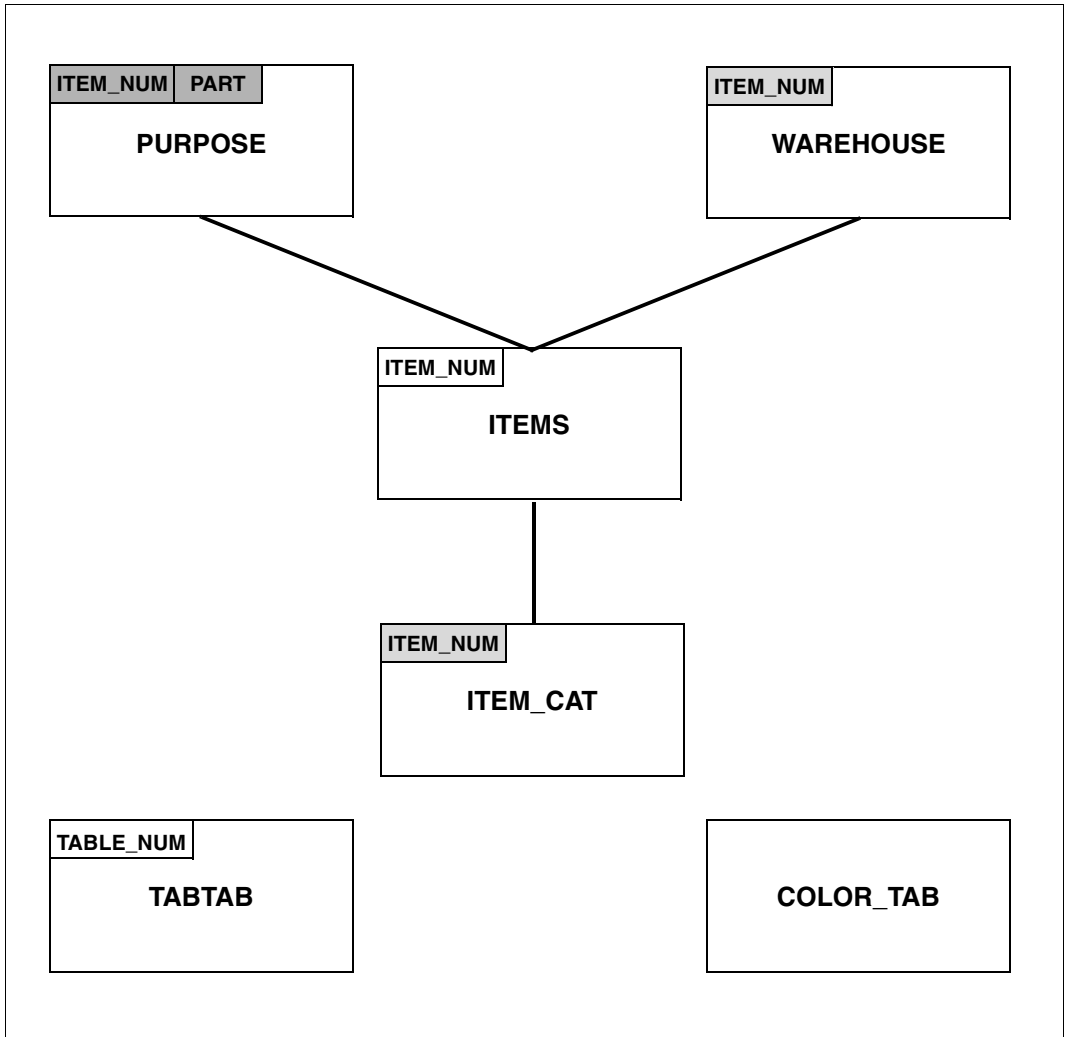 ITEM_NUM PART
PURPOSE
ITEM_NUM
WAREHOUSE
ITEM_NUM
ITEMS
ITEM_NUM
ITEM_CAT
TABLE_NUM
TABTAB
COLOR_TAB